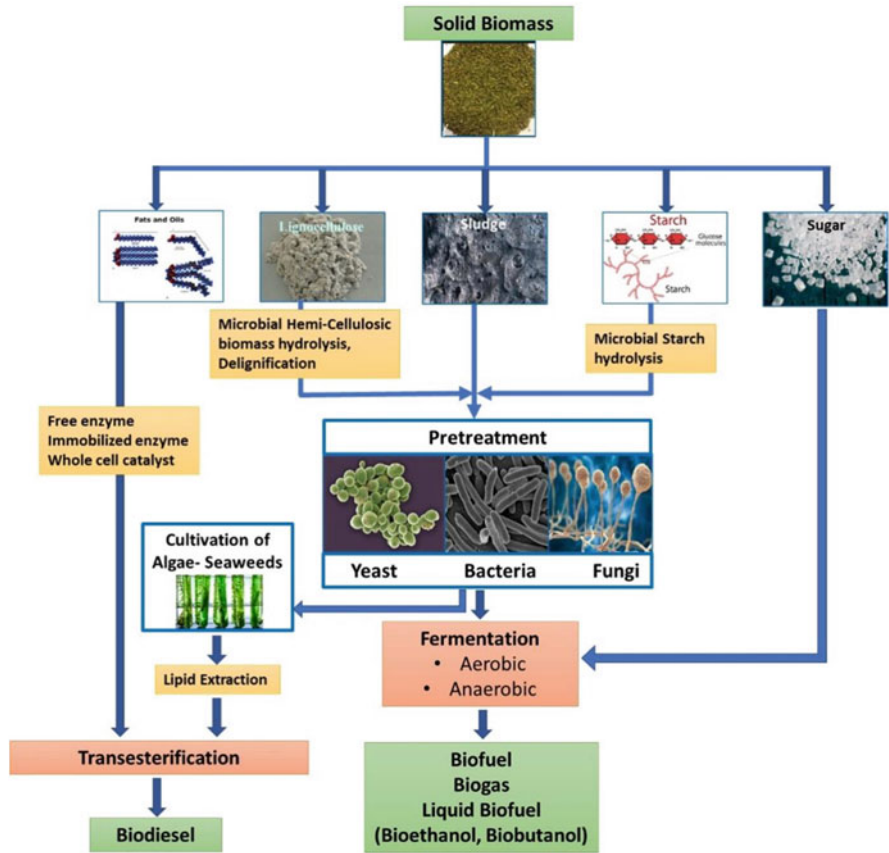 Solid Biomass
Fats and Oils
Lignocellulose
Sludge
Starch
Glucose
molecules
Starch
Sugar
Microbial Hemi-Cellulosic
biomass hydrolysis,
Delignification
Microbial Starch
hydrolysis
Free enzyme
Immobilized enzyme
Whole cell catalyst
Pretreatment
Yeast
Bacteria
Fungi
Cultivation of
Algae- Seaweeds
Lipid Extraction
Fermentation
• Aerobic
• Anaerobic
Transesterification
Biodiesel
Biofuel
Biogas
Liquid Biofuel
(Bioethanol, Biobutanol)